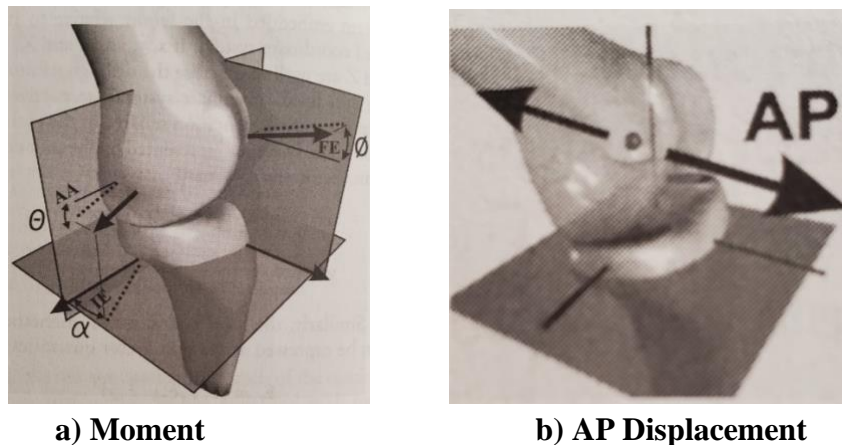 AA
Θ
FE
Ø
IE
α
AP
a) Moment
b) AP Displacement